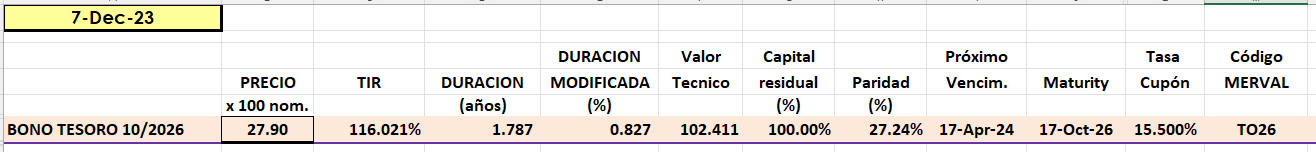 7-Dec-23
DURACION Valor Capital Próximo Tasa Código
PRECIO TIR DURACION MODIFICADA Tecnico residual Paridad Vencim. Maturity Cupón MERVAL
x 100 nom. (años) (%) (%) (%)
BONO TESORO 10/2026 27.90 116.021% 1.787 0.827 102.411 100.00% 27.24% 17-Apr-24 17-Oct-26 15.500% TO26